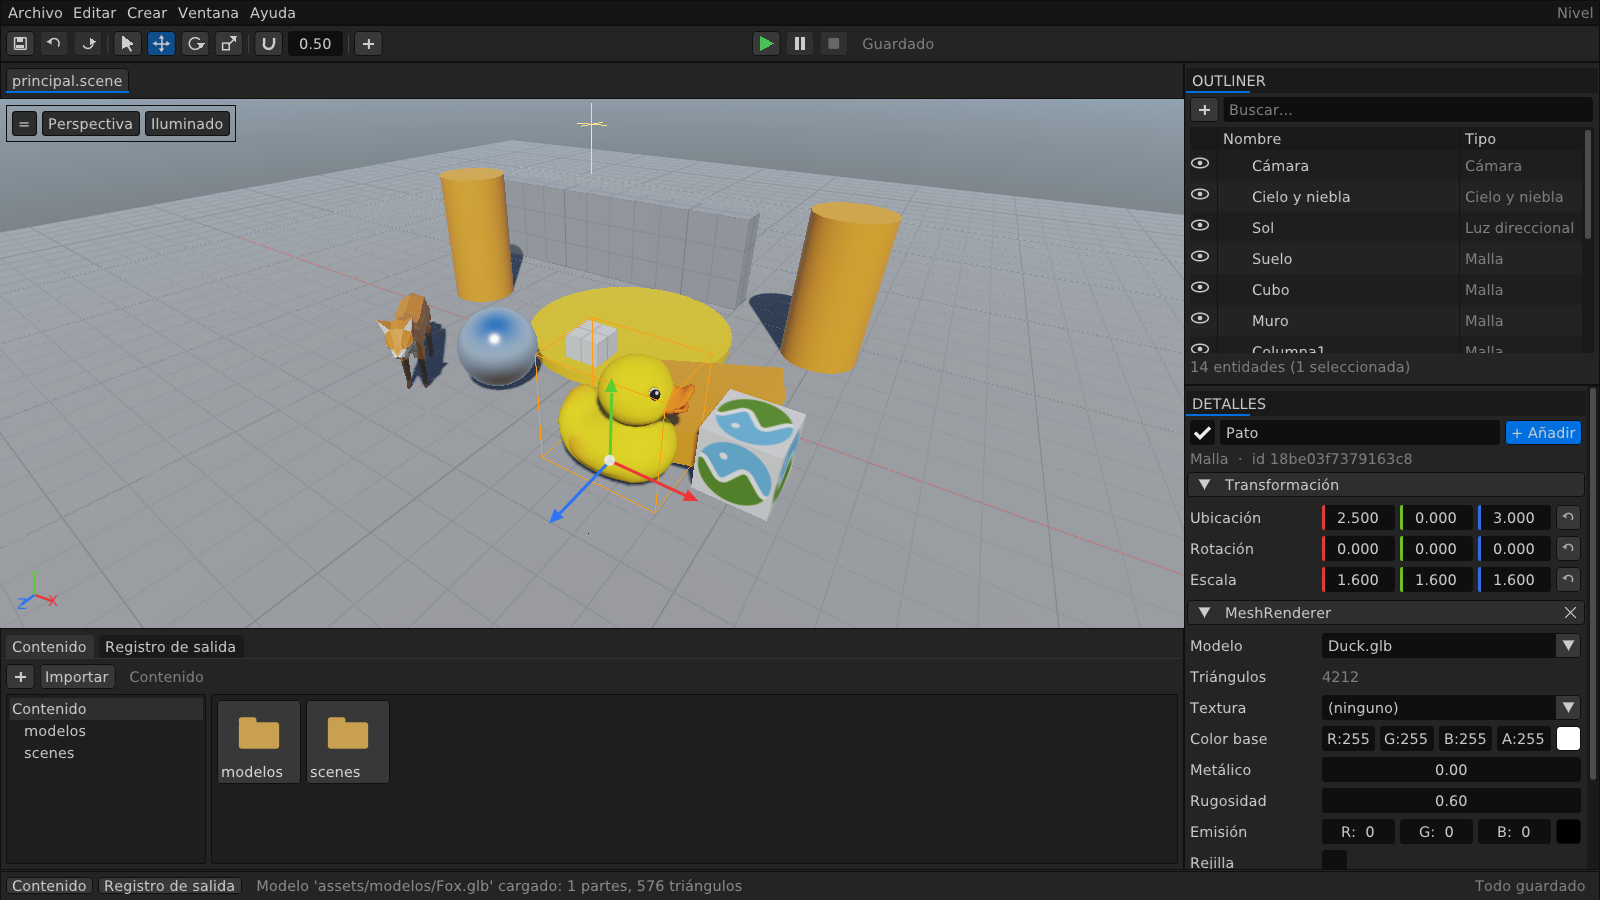 Archivo Editar Crear Ventana Ayuda
Nivel
0.50
Guardado
principal.scene
= Perspectiva Iluminado
Y
Z X
OUTLINER
+ Buscar...
Nombre Tipo
Cámara Cámara
Cielo y niebla Cielo y niebla
Sol Luz direccional
Suelo Malla
Cubo Malla
Muro Malla
Columna1 Malla
14 entidades (1 seleccionada)
DETALLES
Pato + Añadir
Malla · id 18be03f7379163c8
Transformación
Ubicación 2.500 0.000 3.000
Rotación 0.000 0.000 0.000
Escala 1.600 1.600 1.600
MeshRenderer
Modelo Duck.glb
Triángulos 4212
Textura (ninguno)
Color base R:255 G:255 B:255 A:255
Metálico 0.00
Rugosidad 0.60
Emisión R: 0 G: 0 B: 0
Rejilla
Contenido Registro de salida
+ Importar Contenido
Contenido
modelos
scenes
modelos scenes
Contenido Registro de salida Modelo 'assets/modelos/Fox.glb' cargado: 1 partes, 576 triángulos
Todo guardado